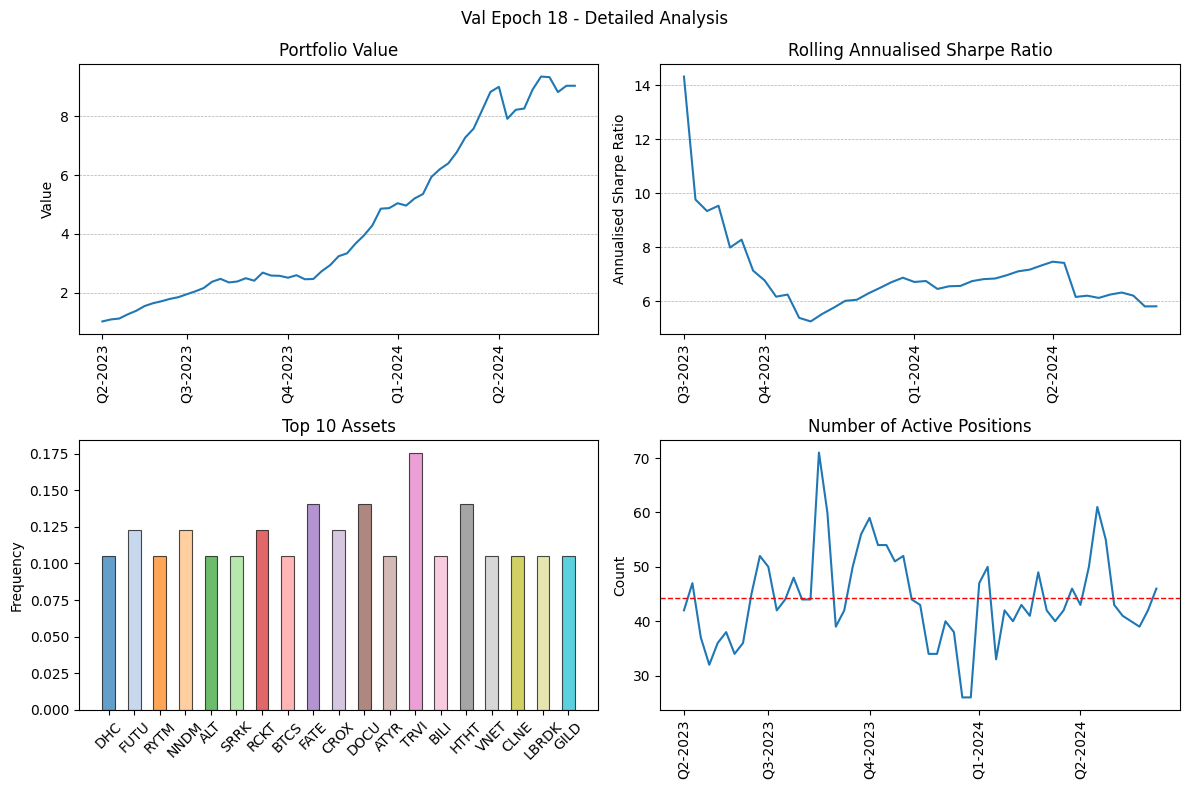 Val Epoch 18 - Detailed Analysis
Portfolio Value
Value
8
6
4
2
Q2-2023
Q3-2023
Q4-2023
Q1-2024
Q2-2024
Rolling Annualised Sharpe Ratio
Annualised Sharpe Ratio
14
12
10
8
6
Q3-2023
Q4-2023
Q1-2024
Q2-2024
Top 10 Assets
Frequency
0.175
0.150
0.125
0.100
0.075
0.050
0.025
0.000
DHC
FUTU
RYTM
NNDM
ALT
SRRK
RCKT
BTCS
FATE
CROX
DOCU
ATYR
TRVI
BILI
HTHT
VNET
CLNE
LBRDK
GILD
Number of Active Positions
Count
70
60
50
40
30
Q2-2023
Q3-2023
Q4-2023
Q1-2024
Q2-2024